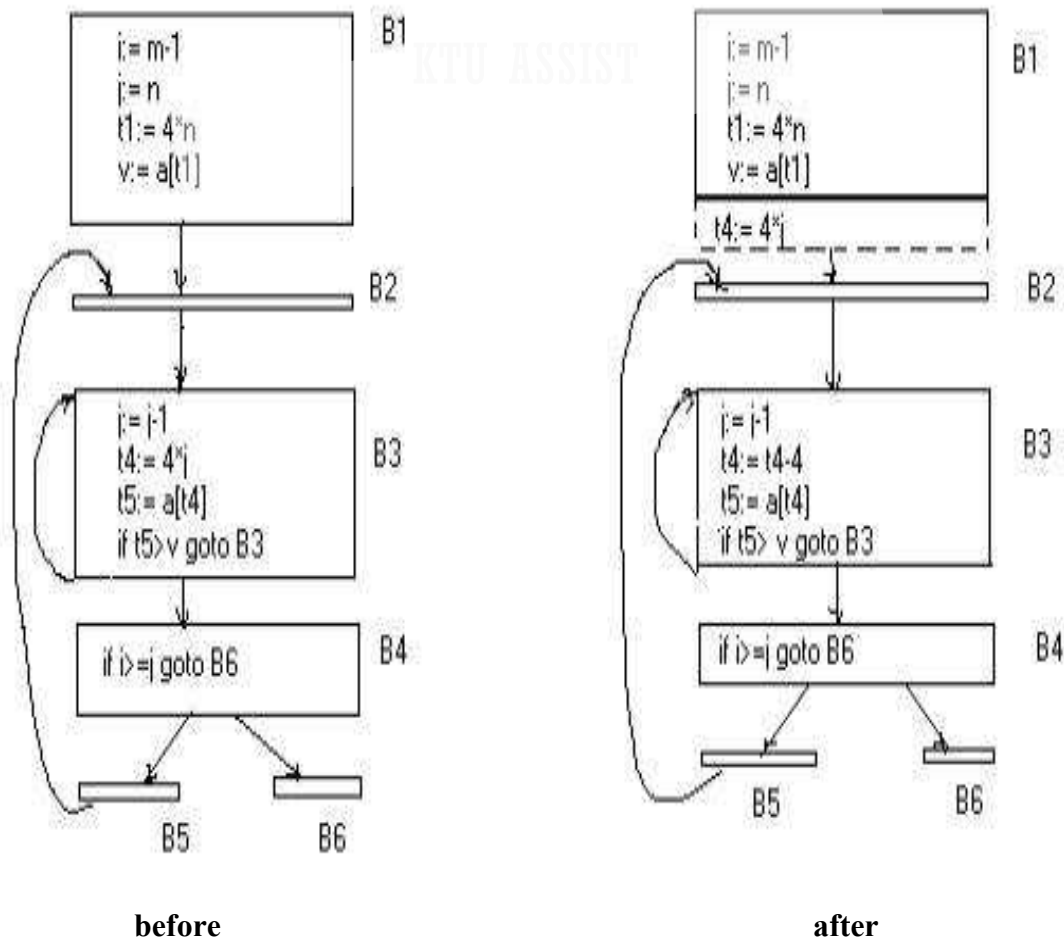 KTU ASSIST
B1
i:= m-1
j:= n
t1:= 4*n
v:= a[t1]
B2
B3
j:= j-1
t4:= 4*j
t5:= a[t4]
if t5>v goto B3
B4
if i>=j goto B6
B5
B6
before
B1
i:= m-1
j:= n
t1:= 4*n
v:= a[t1]
t4:= 4*j
B2
B3
j:= j-1
t4:= t4-4
t5:= a[t4]
if t5> v goto B3
B4
if i>=j goto B6
B5
B6
after